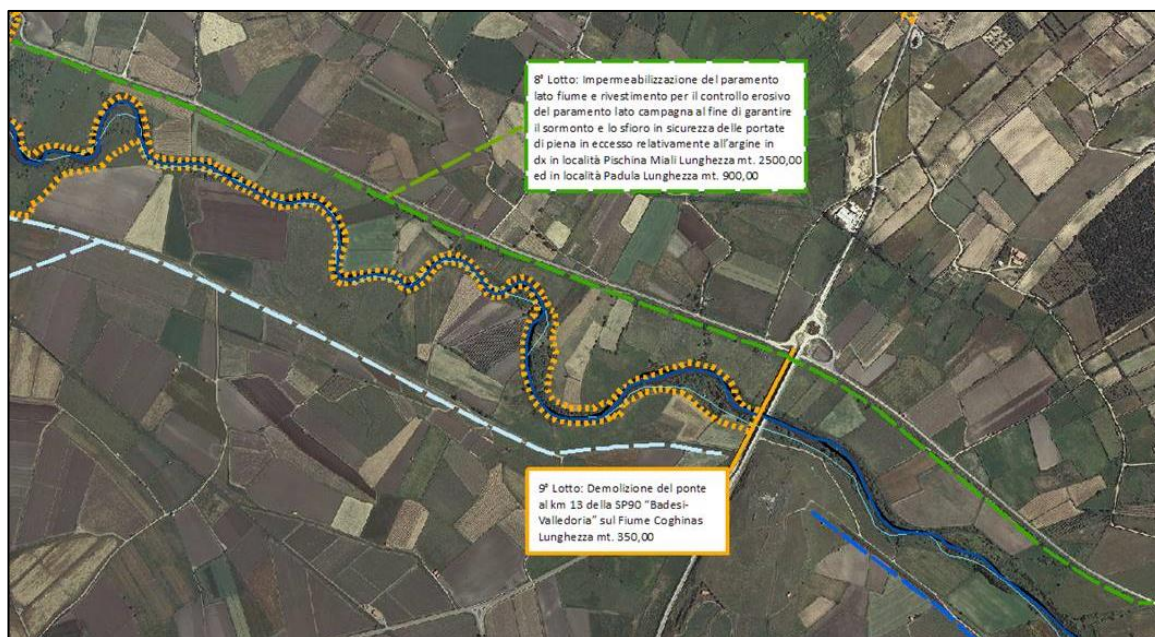 8° Lotto: Impermeabilizzazione del paramento
lato fiume e rivestimento per il controllo erosivo
del paramento lato campagna al fine di garantire
il sormonto e lo sfioro in sicurezza delle portate
di piena in eccesso relativamente all'argine in
dx in località Pischina Miali Lunghezza mt. 2500,00
ed in località Padula Lunghezza mt. 900,00
9° Lotto: Demolizione del ponte
al km 13 della SP90 "Badesi-
Valledoria" sul Fiume Coghinas
Lunghezza mt. 350,00